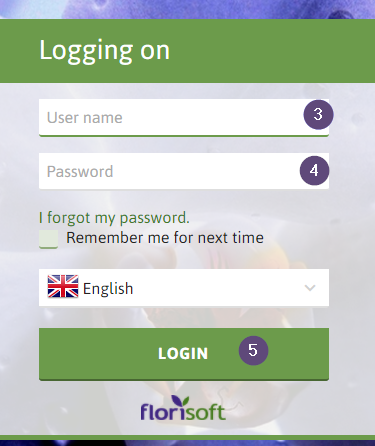 Logging on
User name 3
Password 4
I forgot my password.
Remember me for next time
English
LOGIN 5
florisoft